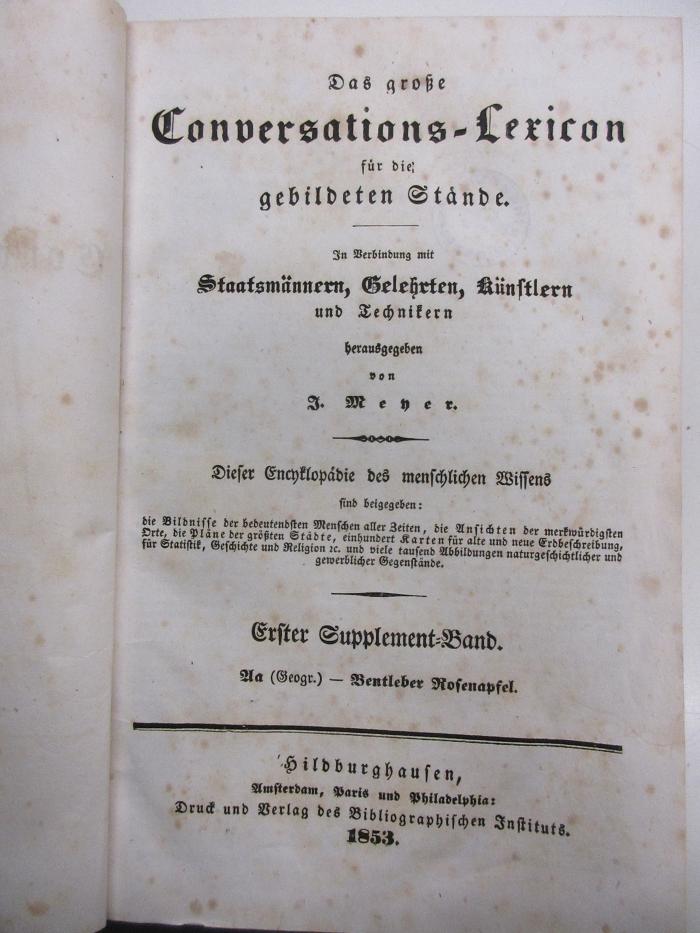 Das große
Conversations-Lexicon
für die
gebildeten Stände.
In Verbindung mit
Staatsmännern, Gelehrten, Künstlern
und Technikern
herausgegeben
von
J. Meyer.
Dieser Encyklopädie des menschlichen Wissens
sind beigegeben:
die Bildnisse der bedeutendsten Menschen aller Zeiten, die Ansichten der merkwürdigsten
Orte, die Pläne der größten Städte, einhundert Karten für alte und neue Erdbeschreibung,
für Statistik, Geschichte und Religion ꝛc. und viele tausend Abbildungen naturgeschichtlicher und
gewerblicher Gegenstände.
Erster Supplement-Band.
Aa (Geogr.) — Bentleber Rosenapfel.
Hildburghausen,
Amsterdam, Paris und Philadelphia:
Druck und Verlag des Bibliographischen Instituts.
1853.